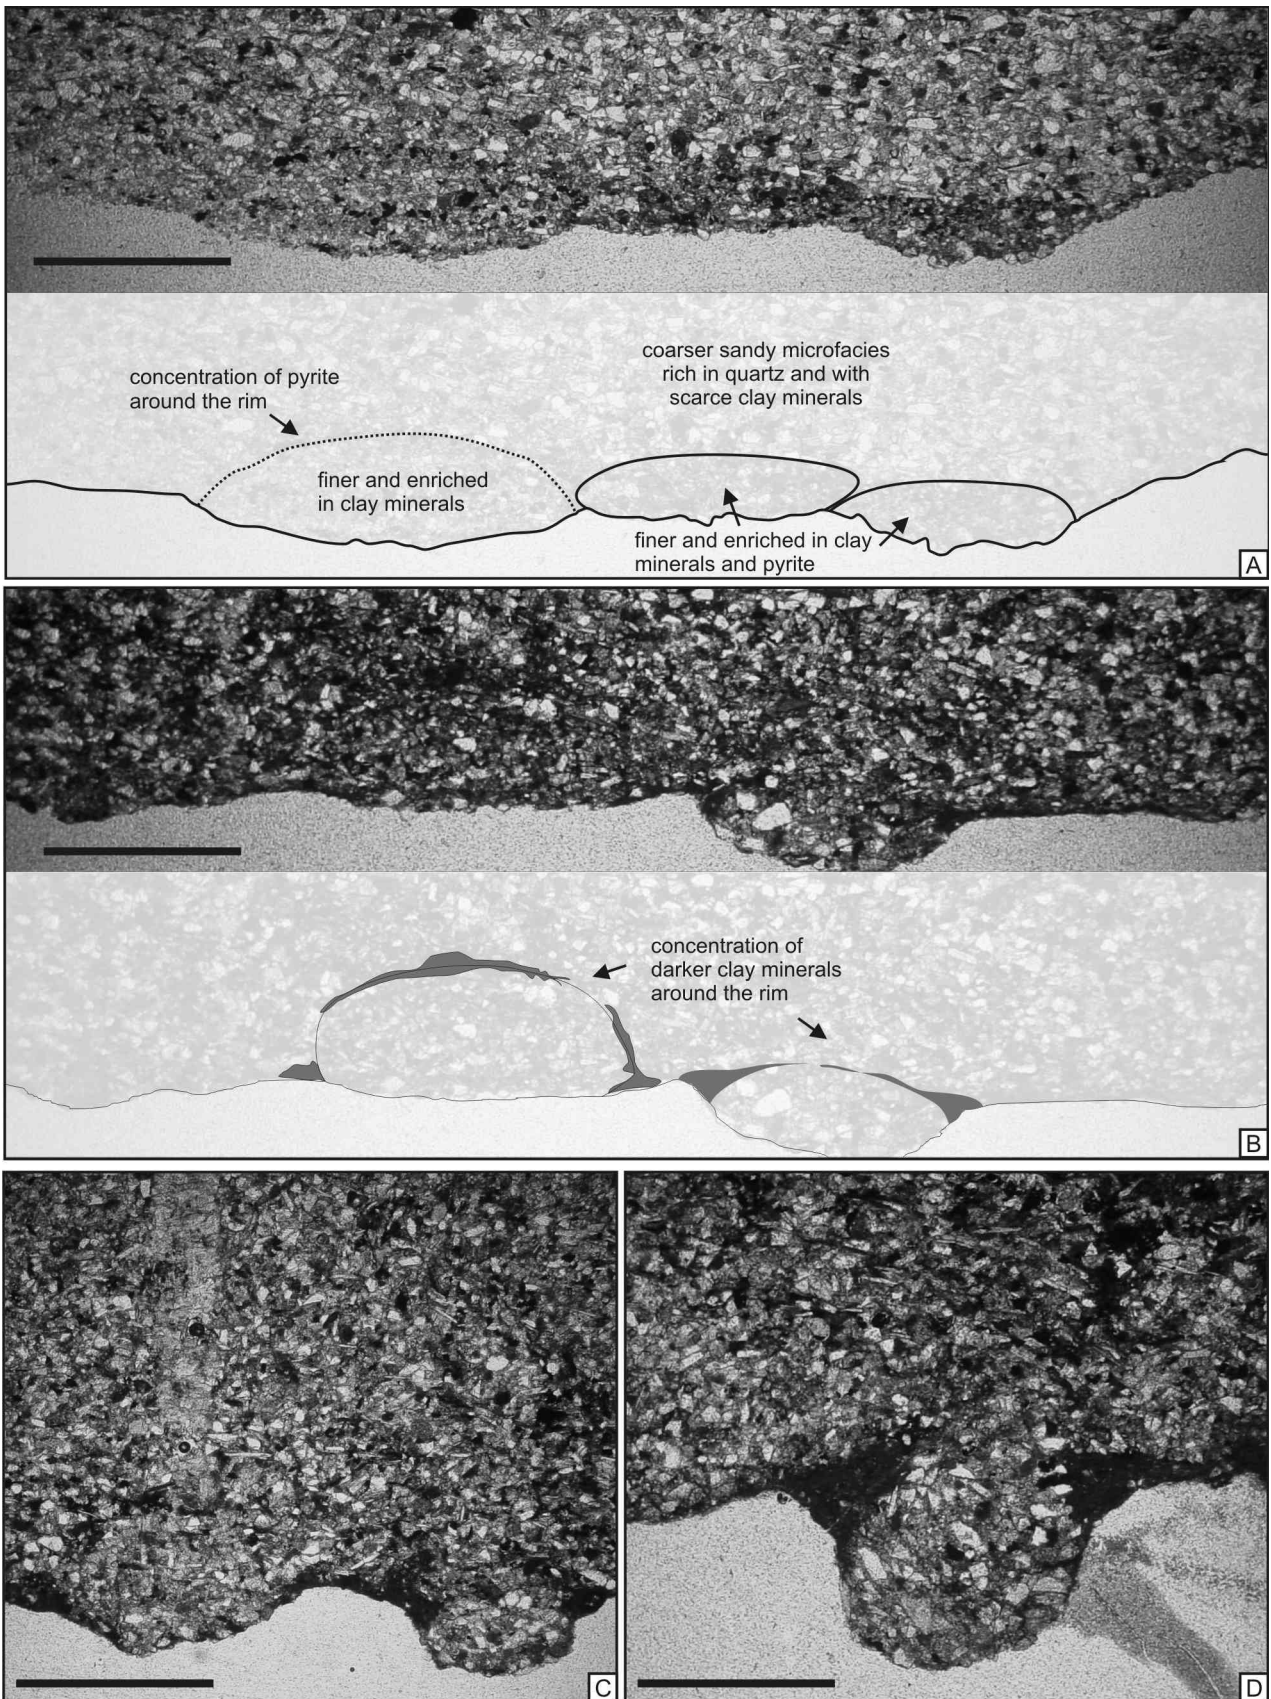 concentration of pyrite
around the rim
coarser sandy microfacies
rich in quartz and with
scarce clay minerals
finer and enriched
in clay minerals
finer and enriched in clay
minerals and pyrite
A
concentration of
darker clay minerals
around the rim
B
C
D